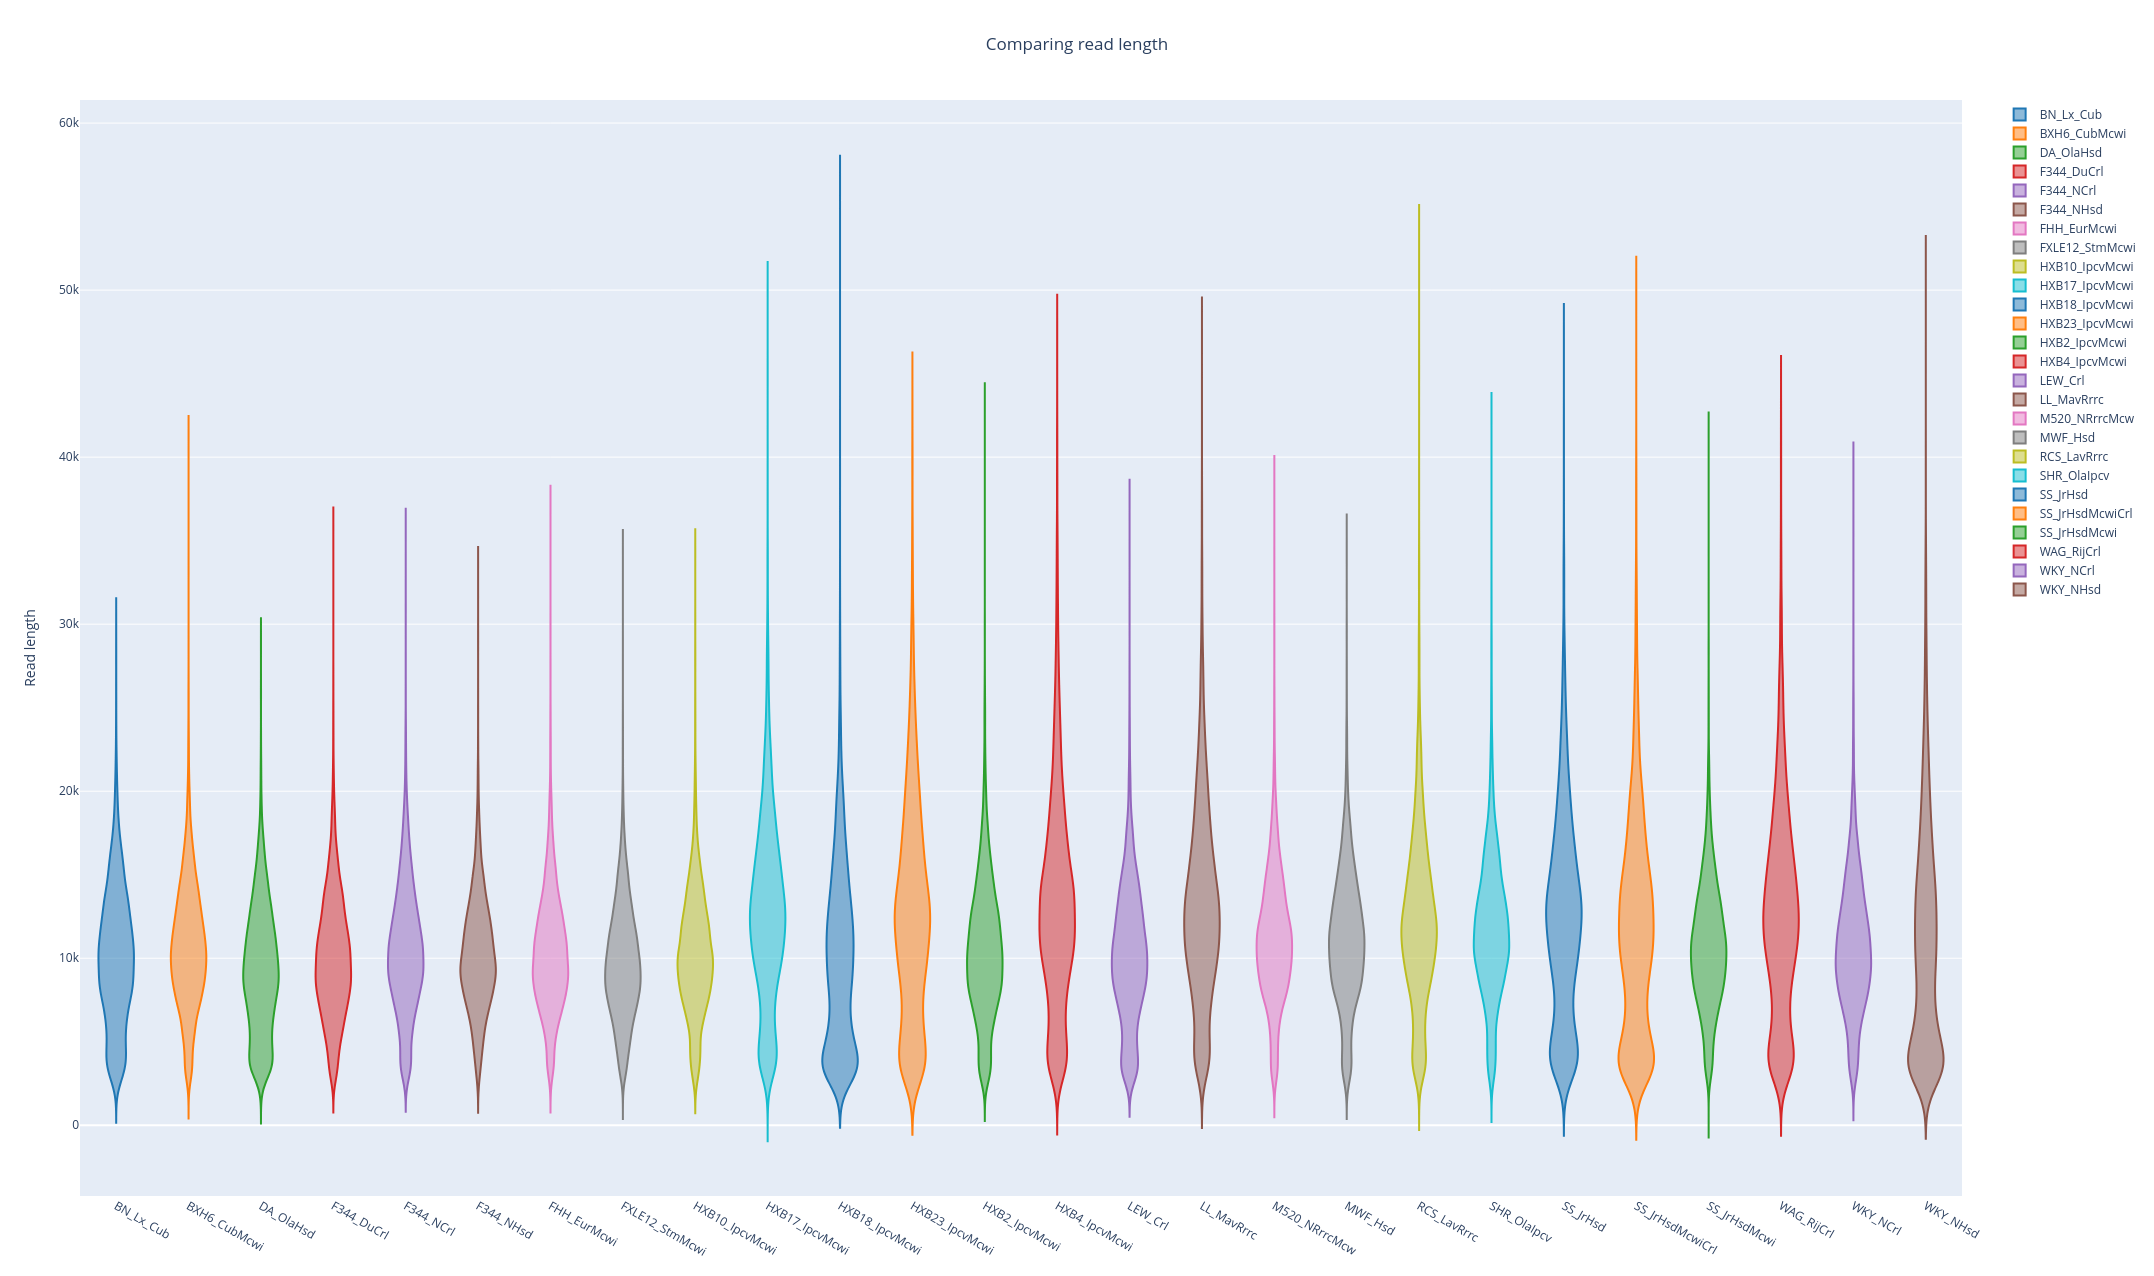 Comparing read length
60k
50k
40k
30k
20k
10k
0
Read length
BN_Lx_Cub
BXH6_CubMcwi
DA_OlaHsd
F344_DuCrl
F344_NCrl
F344_NHsd
FHH_EurMcwi
FXLE12_StmMcwi
HXB10_IpcvMcwi
HXB17_IpcvMcwi
HXB18_IpcvMcwi
HXB23_IpcvMcwi
HXB2_IpcvMcwi
HXB4_IpcvMcwi
LEW_Crl
LL_MavRrrc
M520_NRrrcMcw
MWF_Hsd
RCS_LavRrrc
SHR_OlaIpcv
SS_JrHsd
SS_JrHsdMcwiCrl
SS_JrHsdMcwi
WAG_RijCrl
WKY_NCrl
WKY_NHsd
BN_Lx_Cub
BXH6_CubMcwi
DA_OlaHsd
F344_DuCrl
F344_NCrl
F344_NHsd
FHH_EurMcwi
FXLE12_StmMcwi
HXB10_IpcvMcwi
HXB17_IpcvMcwi
HXB18_IpcvMcwi
HXB23_IpcvMcwi
HXB2_IpcvMcwi
HXB4_IpcvMcwi
LEW_Crl
LL_MavRrrc
M520_NRrrcMcw
MWF_Hsd
RCS_LavRrrc
SHR_OlaIpcv
SS_JrHsd
SS_JrHsdMcwiCrl
SS_JrHsdMcwi
WAG_RijCrl
WKY_NCrl
WKY_NHsd